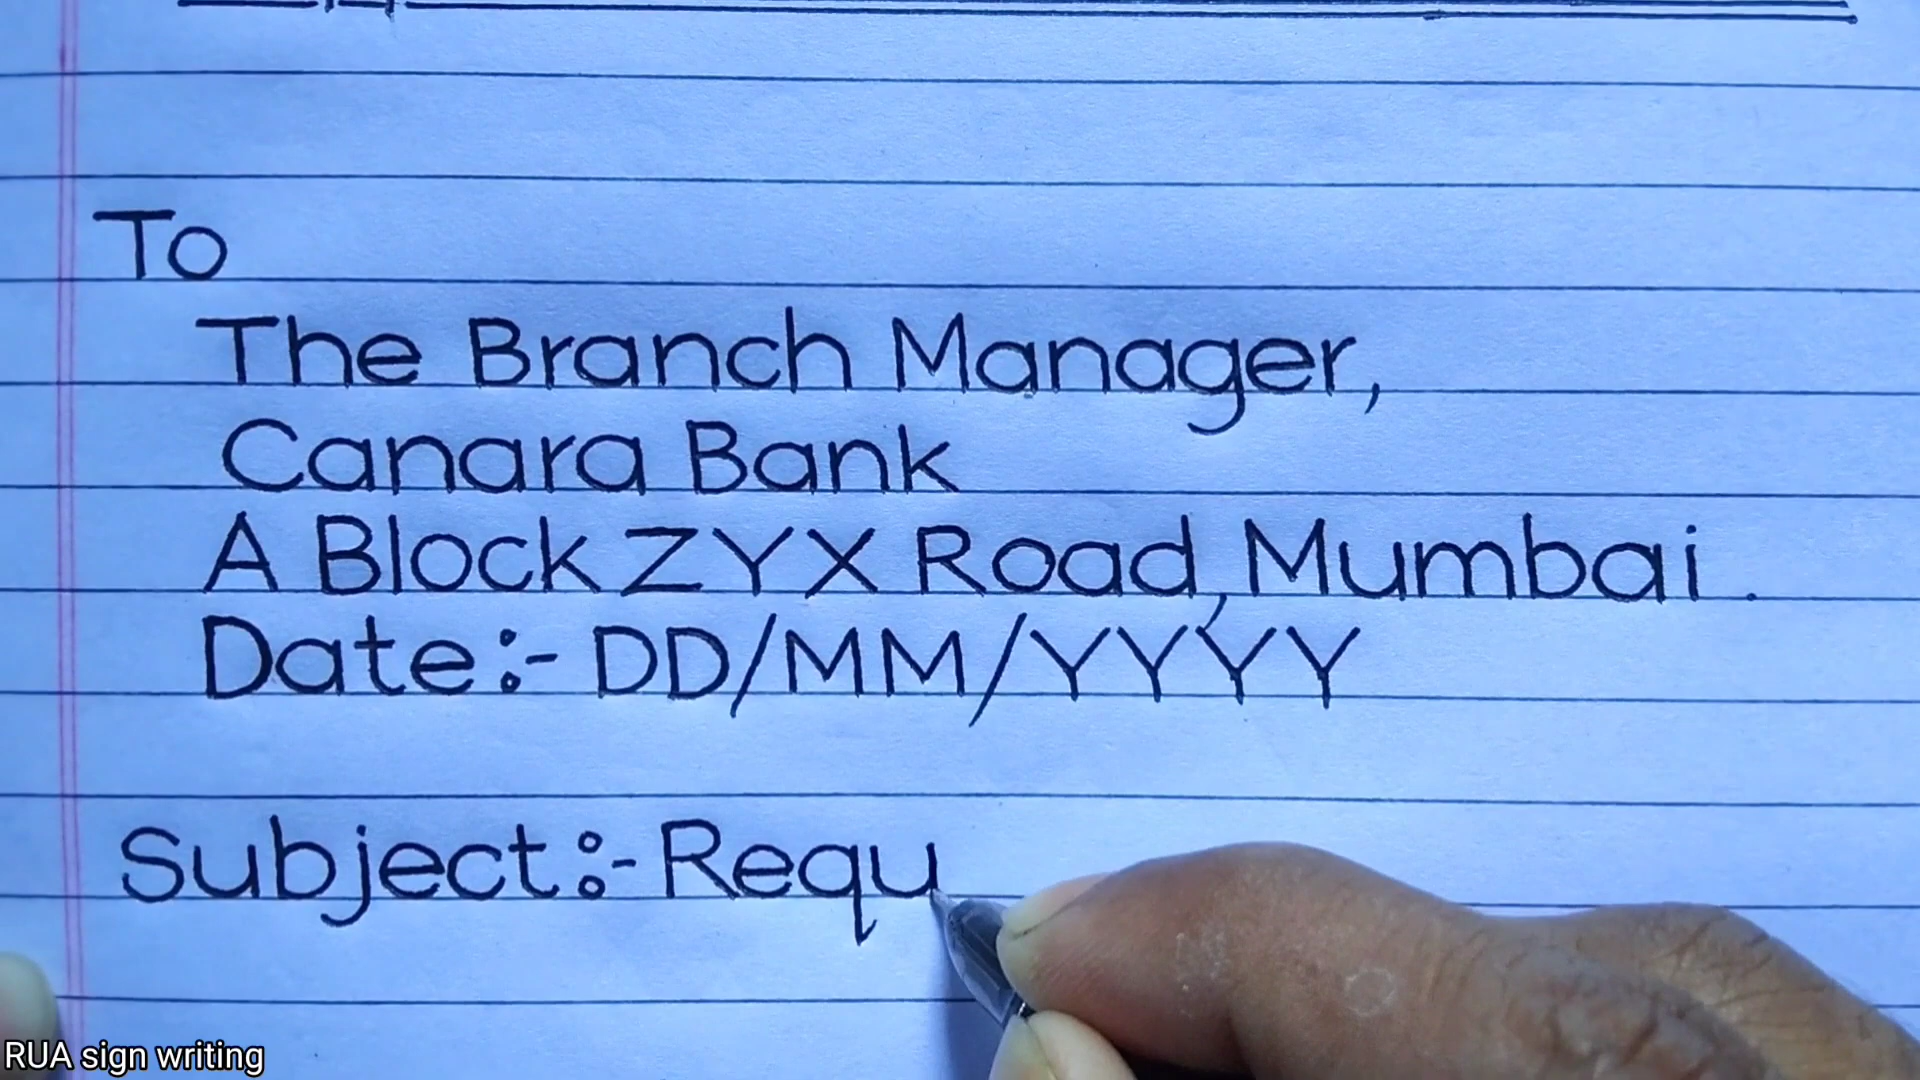 To
The Branch Manager,
Canara Bank
A Block ZYX Road, Mumbai.
Date:- DD/MM/YYYY
Subject:- Requ
RUA sign writing